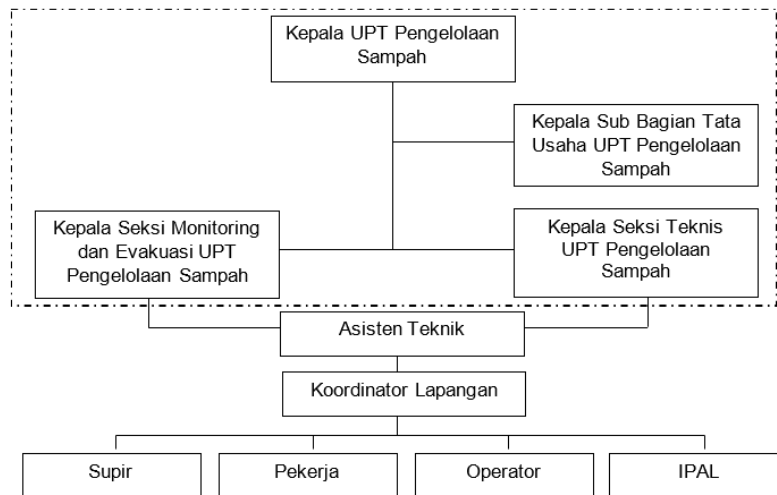 Kepala UPT Pengelolaan
Sampah
Kepala Sub Bagian Tata
Usaha UPT Pengelolaan
Sampah
Kepala Seksi Monitoring
dan Evakuasi UPT
Pengelolaan Sampah
Kepala Seksi Teknis
UPT Pengelolaan
Sampah
Asisten Teknik
Koordinator Lapangan
Supir
Pekerja
Operator
IPAL